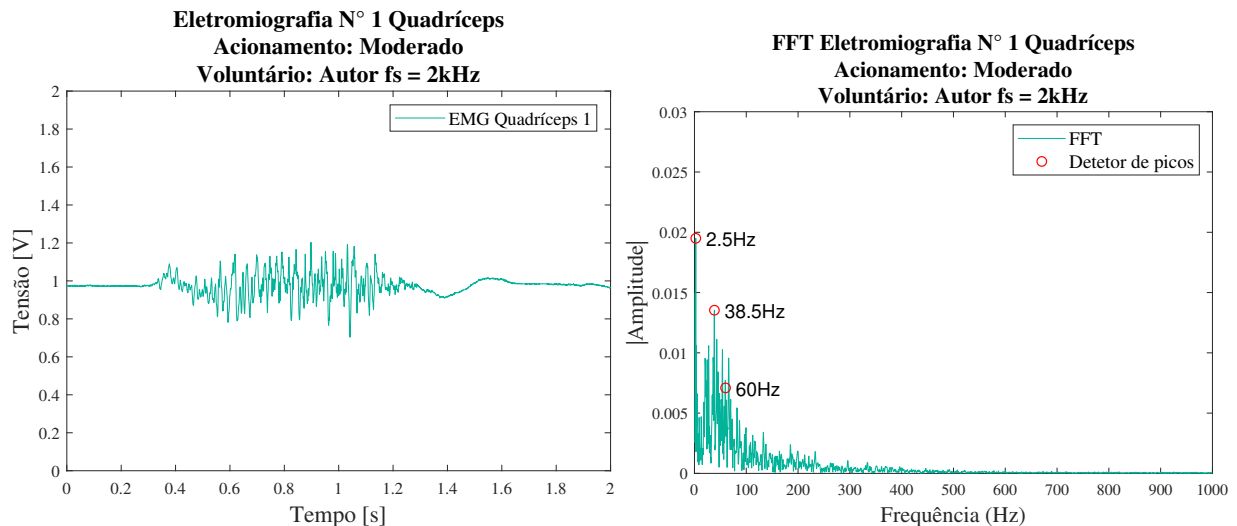 Eletromiografia N° 1 Quadríceps
Acionamento: Moderado
Voluntário: Autor fs = 2kHz
EMG Quadríceps 1
2
1.8
1.6
1.4
1.2
1
0.8
0.6
0.4
0.2
0
Tensão [V]
0 0.2 0.4 0.6 0.8 1 1.2 1.4 1.6 1.8 2
Tempo [s]
FFT Eletromiografia N° 1 Quadríceps
Acionamento: Moderado
Voluntário: Autor fs = 2kHz
FFT
Detetor de picos
0.03
0.025
0.02
0.015
0.01
0.005
0
|Amplitude|
2.5Hz
38.5Hz
60Hz
0 100 200 300 400 500 600 700 800 900 1000
Frequência (Hz)